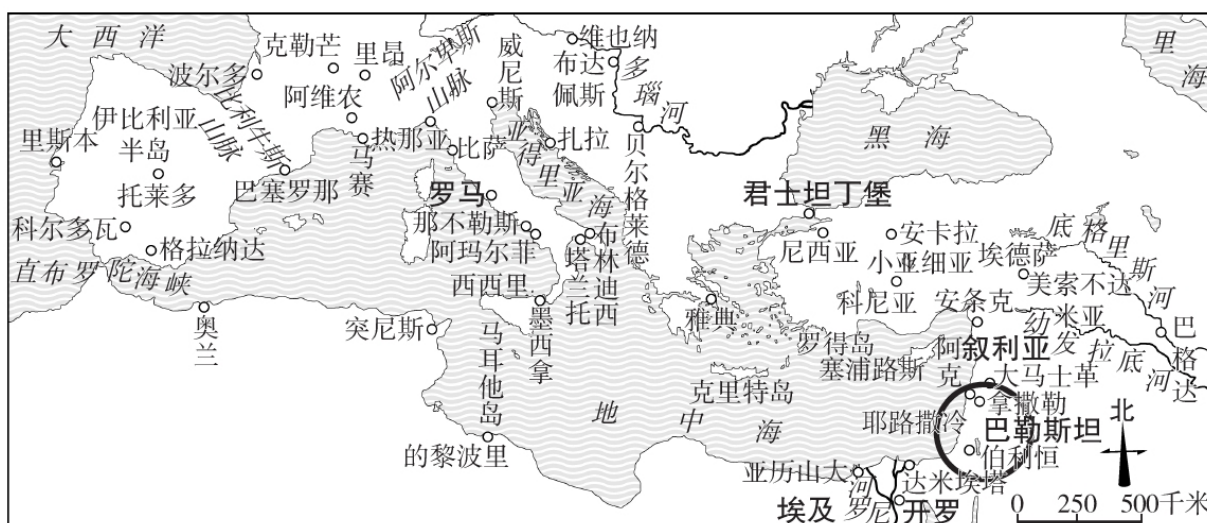 大西洋
克勒芒
里昂
阿尔卑斯
山脉
威尼斯
维也纳
布达
佩斯
多瑙河
里海
波尔多
阿维农
比利牛斯
山脉
伊比利亚
半岛
里斯本
托莱多
巴塞罗那
马赛
热那亚
比萨
亚得里亚海
扎拉
贝尔格莱德
黑海
罗马
君士坦丁堡
科尔多瓦
格拉纳达
那不勒斯
阿玛尔菲
塔兰托
布林迪西
尼西亚
安卡拉
小亚细亚
埃德萨
底格里斯河
直布罗陀海峡
西西里
科尼亚
美索不达
米亚
安条克
幼发拉底河
奥兰
突尼斯
马耳他岛
墨西拿
雅典
罗得岛
塞浦路斯
阿克
叙利亚
大马士革
巴格达
克里特岛
地中海
拿撒勒
耶路撒冷
巴勒斯坦
北
的黎波里
伯利恒
亚历山大
达米埃塔
埃及
尼罗河
开罗
0 250 500千米